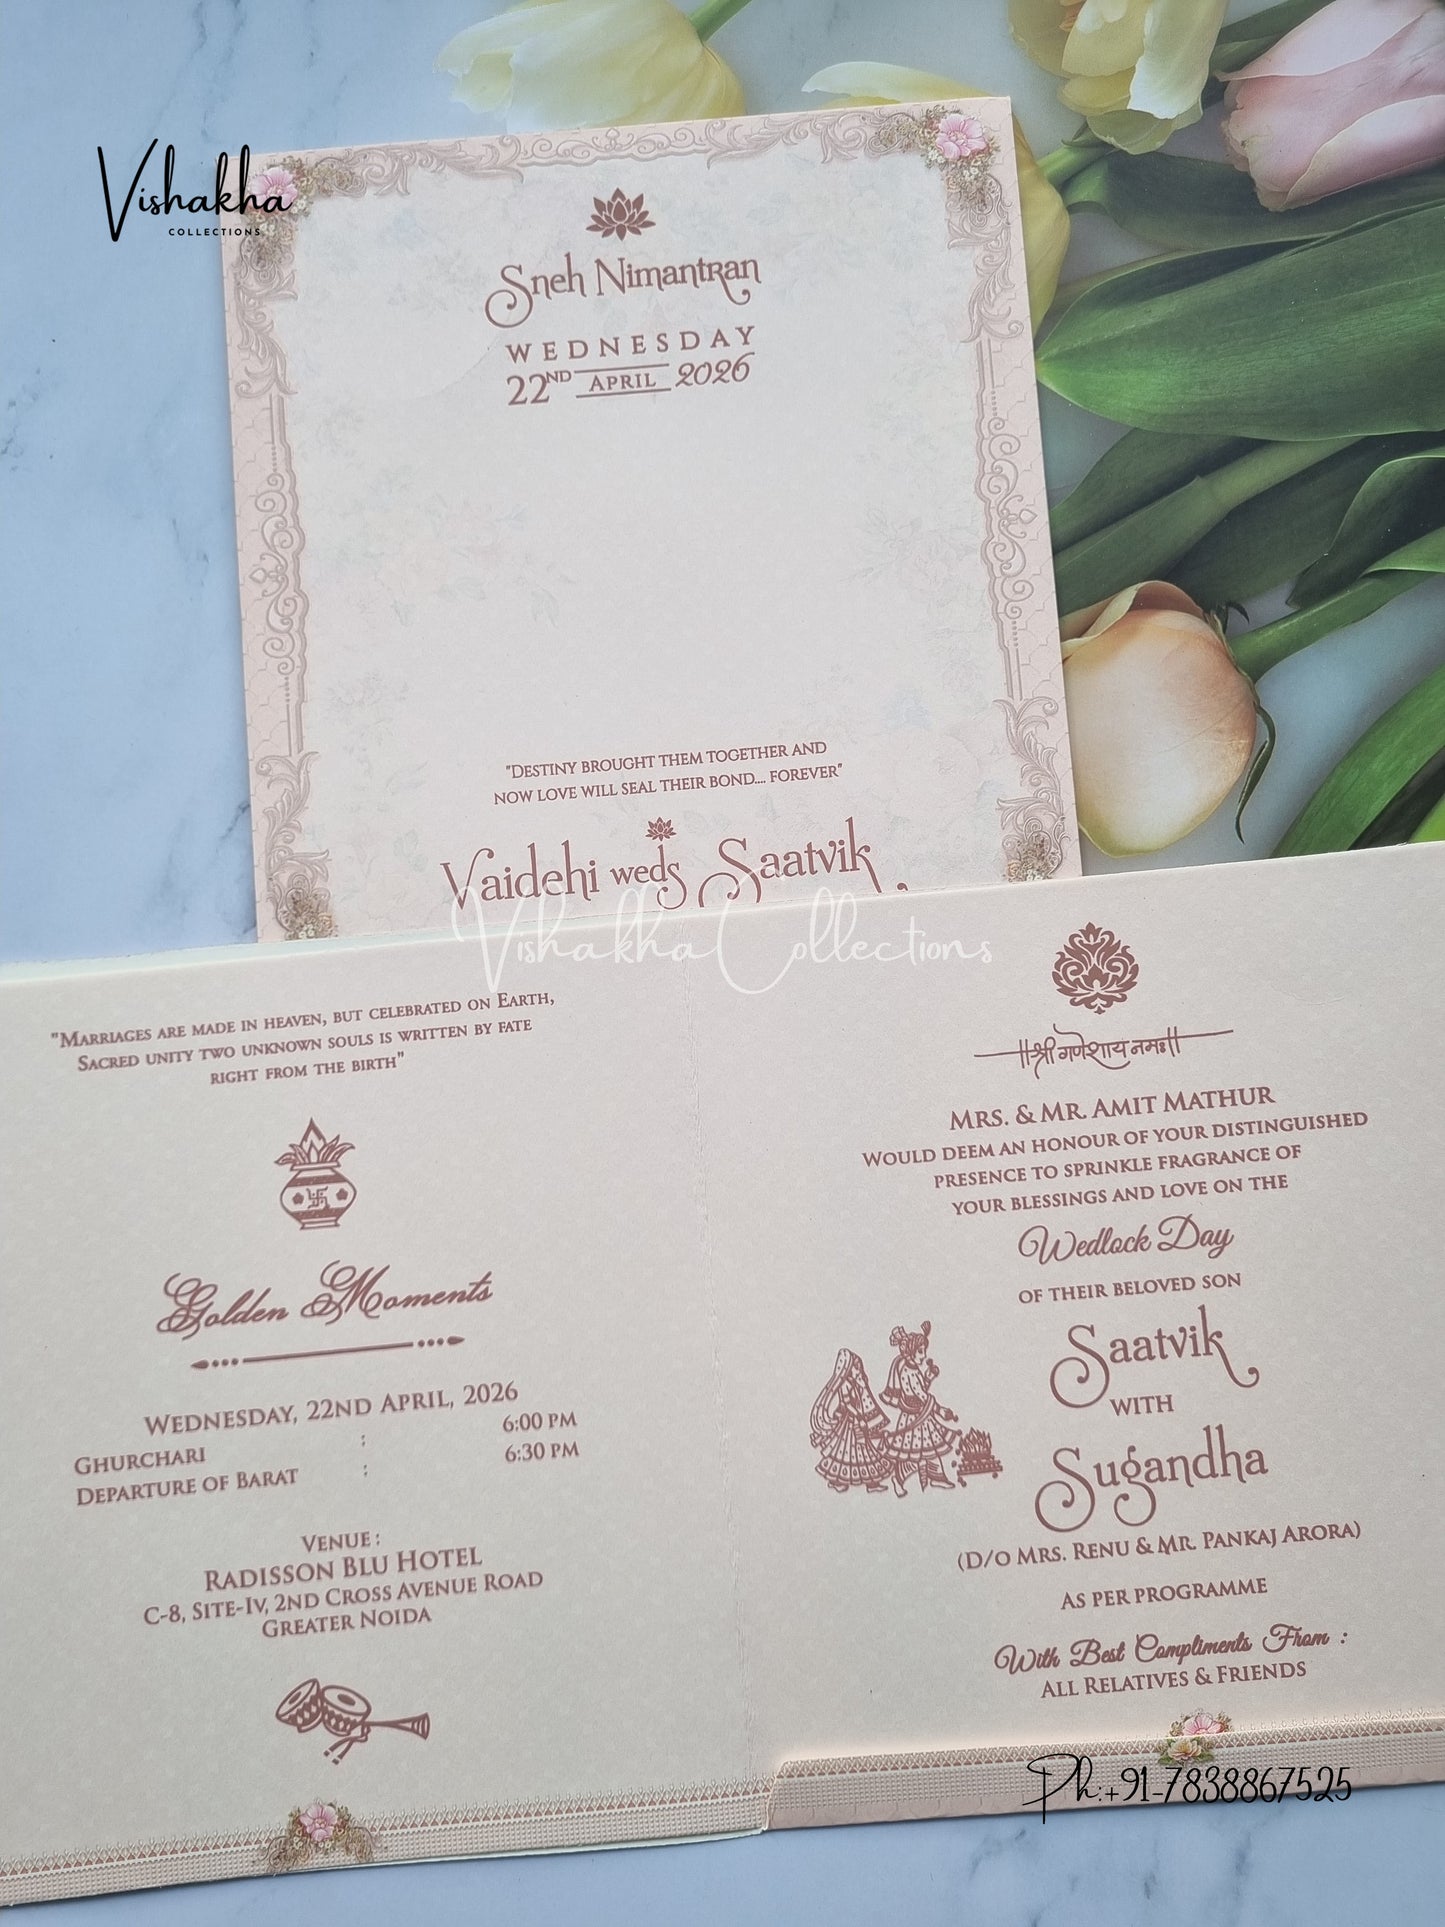 Vishakha
COLLECTIONS
Sneh Nimantran
WEDNESDAY
22ND APRIL 2026
"DESTINY BROUGHT THEM TOGETHER AND
NOW LOVE WILL SEAL THEIR BOND.... FOREVER"
Vaidehi weds Saatvik
Vishakha Collections
"MARRIAGES ARE MADE IN HEAVEN, BUT CELEBRATED ON EARTH,
SACRED UNITY TWO UNKNOWN SOULS IS WRITTEN BY FATE
RIGHT FROM THE BIRTH"
Golden Moments
WEDNESDAY, 22ND APRIL, 2026
GHURCHARI : 6:00 PM
DEPARTURE OF BARAT : 6:30 PM
VENUE :
RADISSON BLU HOTEL
C-8, SITE-IV, 2ND CROSS AVENUE ROAD
GREATER NOIDA
॥श्री गणेशाय नमः॥
MRS. & MR. AMIT MATHUR
WOULD DEEM AN HONOUR OF YOUR DISTINGUISHED
PRESENCE TO SPRINKLE FRAGRANCE OF
YOUR BLESSINGS AND LOVE ON THE
Wedlock Day
OF THEIR BELOVED SON
Saatvik
WITH
Sugandha
(D/O MRS. RENU & MR. PANKAJ ARORA)
AS PER PROGRAMME
With Best Compliments From :
ALL RELATIVES & FRIENDS
Ph:+91-7838867525